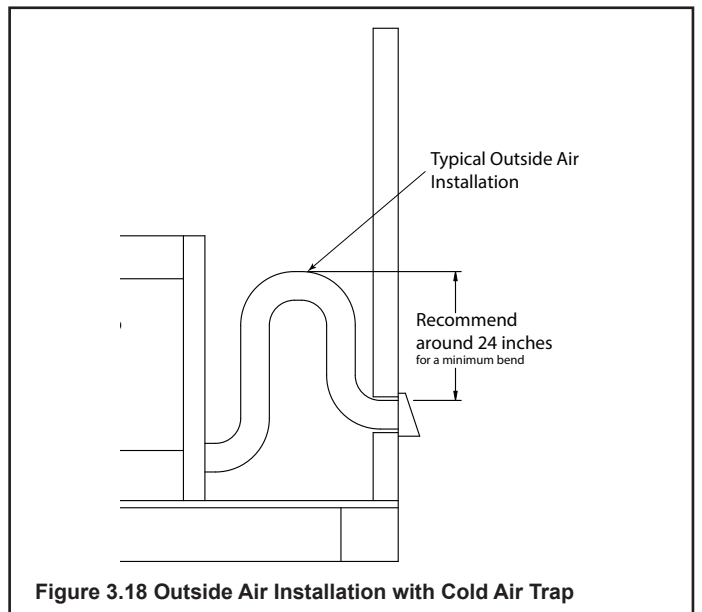 Typical Outside Air
Installation
Recommend
around 24 inches
for a minimum bend
Figure 3.18 Outside Air Installation with Cold Air Trap